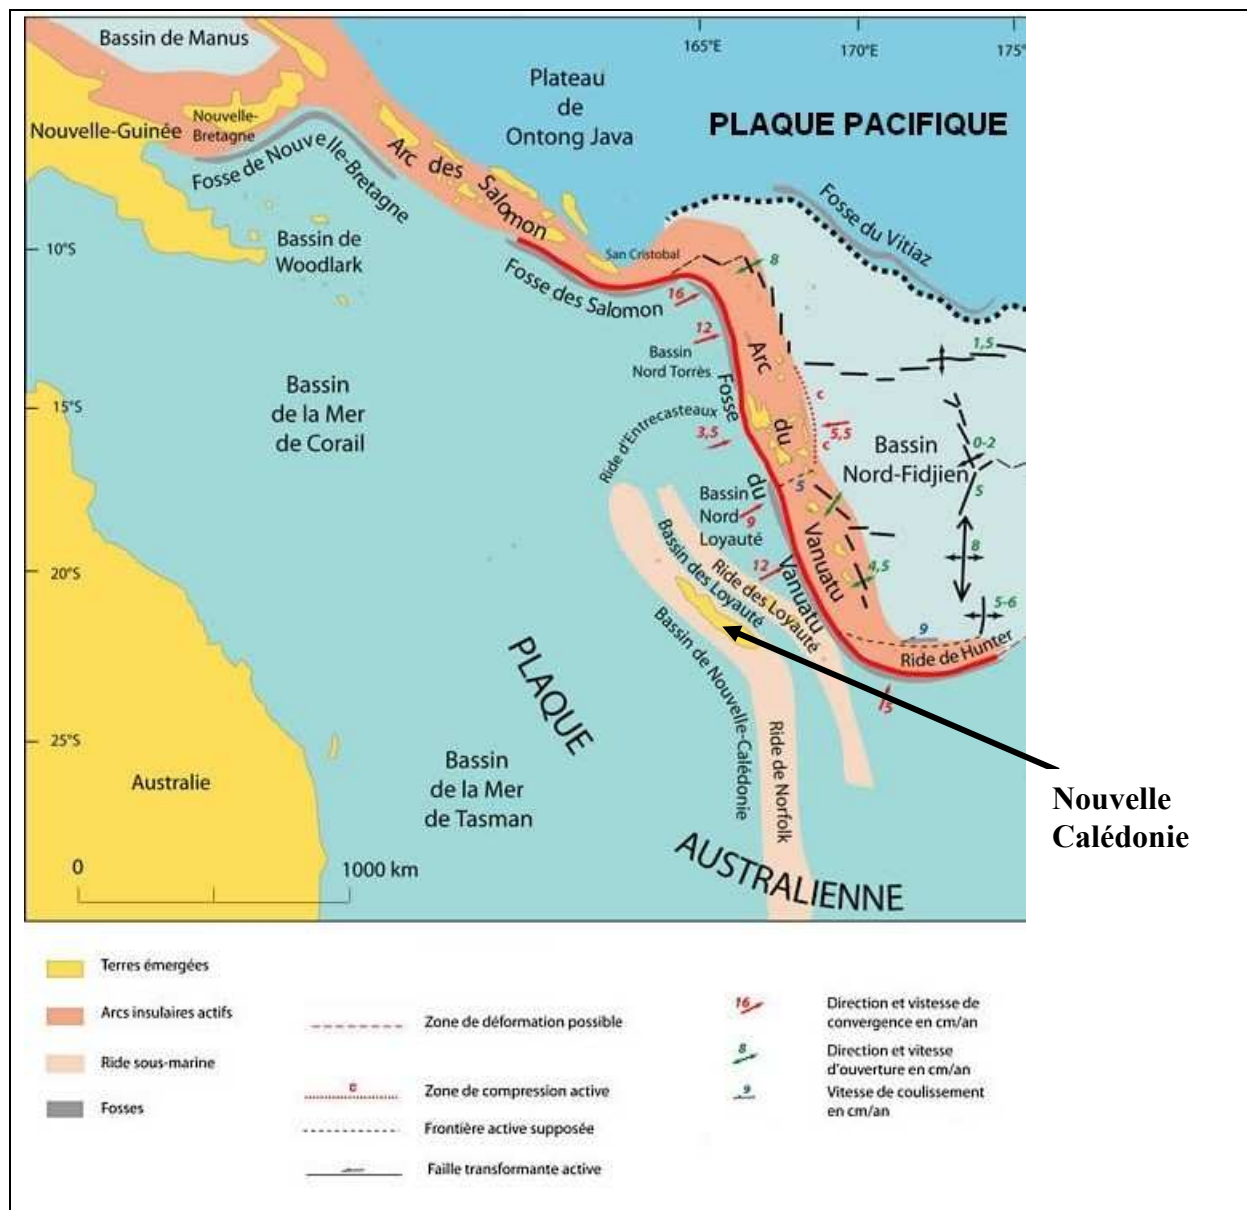 Bassin de Manus
165°E
170°E
175°
Plateau
de
Ontong Java
PLAQUE PACIFIQUE
Nouvelle-Guinée
Nouvelle-
Bretagne
Fosse de Nouvelle-Bretagne
Arc des Salomon
Fosse du Vitiaz
10°S
Bassin de
Woodlark
San Cristobal
Fosse des Salomon
8
16
12
1,5
Bassin
Nord Torrès
Arc du Vanuatu
Fosse du Vanuatu
15°S
Bassin
de la Mer
de Corail
Ride d'Entrecasteaux
3,5
c
5,5
c
Bassin
Nord-Fidjien
0-2
5
5
Bassin
Nord
Loyauté
9
Bassin des Loyauté
Ride des Loyauté
12
4,5
8
5-6
20°S
9
Ride de Hunter
15
PLAQUE
AUSTRALIENNE
Bassin de Nouvelle-Calédonie
Ride de Norfolk
25°S
Australie
Bassin
de la Mer
de Tasman
Nouvelle
Calédonie
0
1000 km
Terres émergées
Arcs insulaires actifs
Ride sous-marine
Fosses
Zone de déformation possible
c
Zone de compression active
Frontière active supposée
Faille transformante active
16
Direction et vistesse de
convergence en cm/an
8
Direction et vitesse
d'ouverture en cm/an
9
Vitesse de coulissement
en cm/an